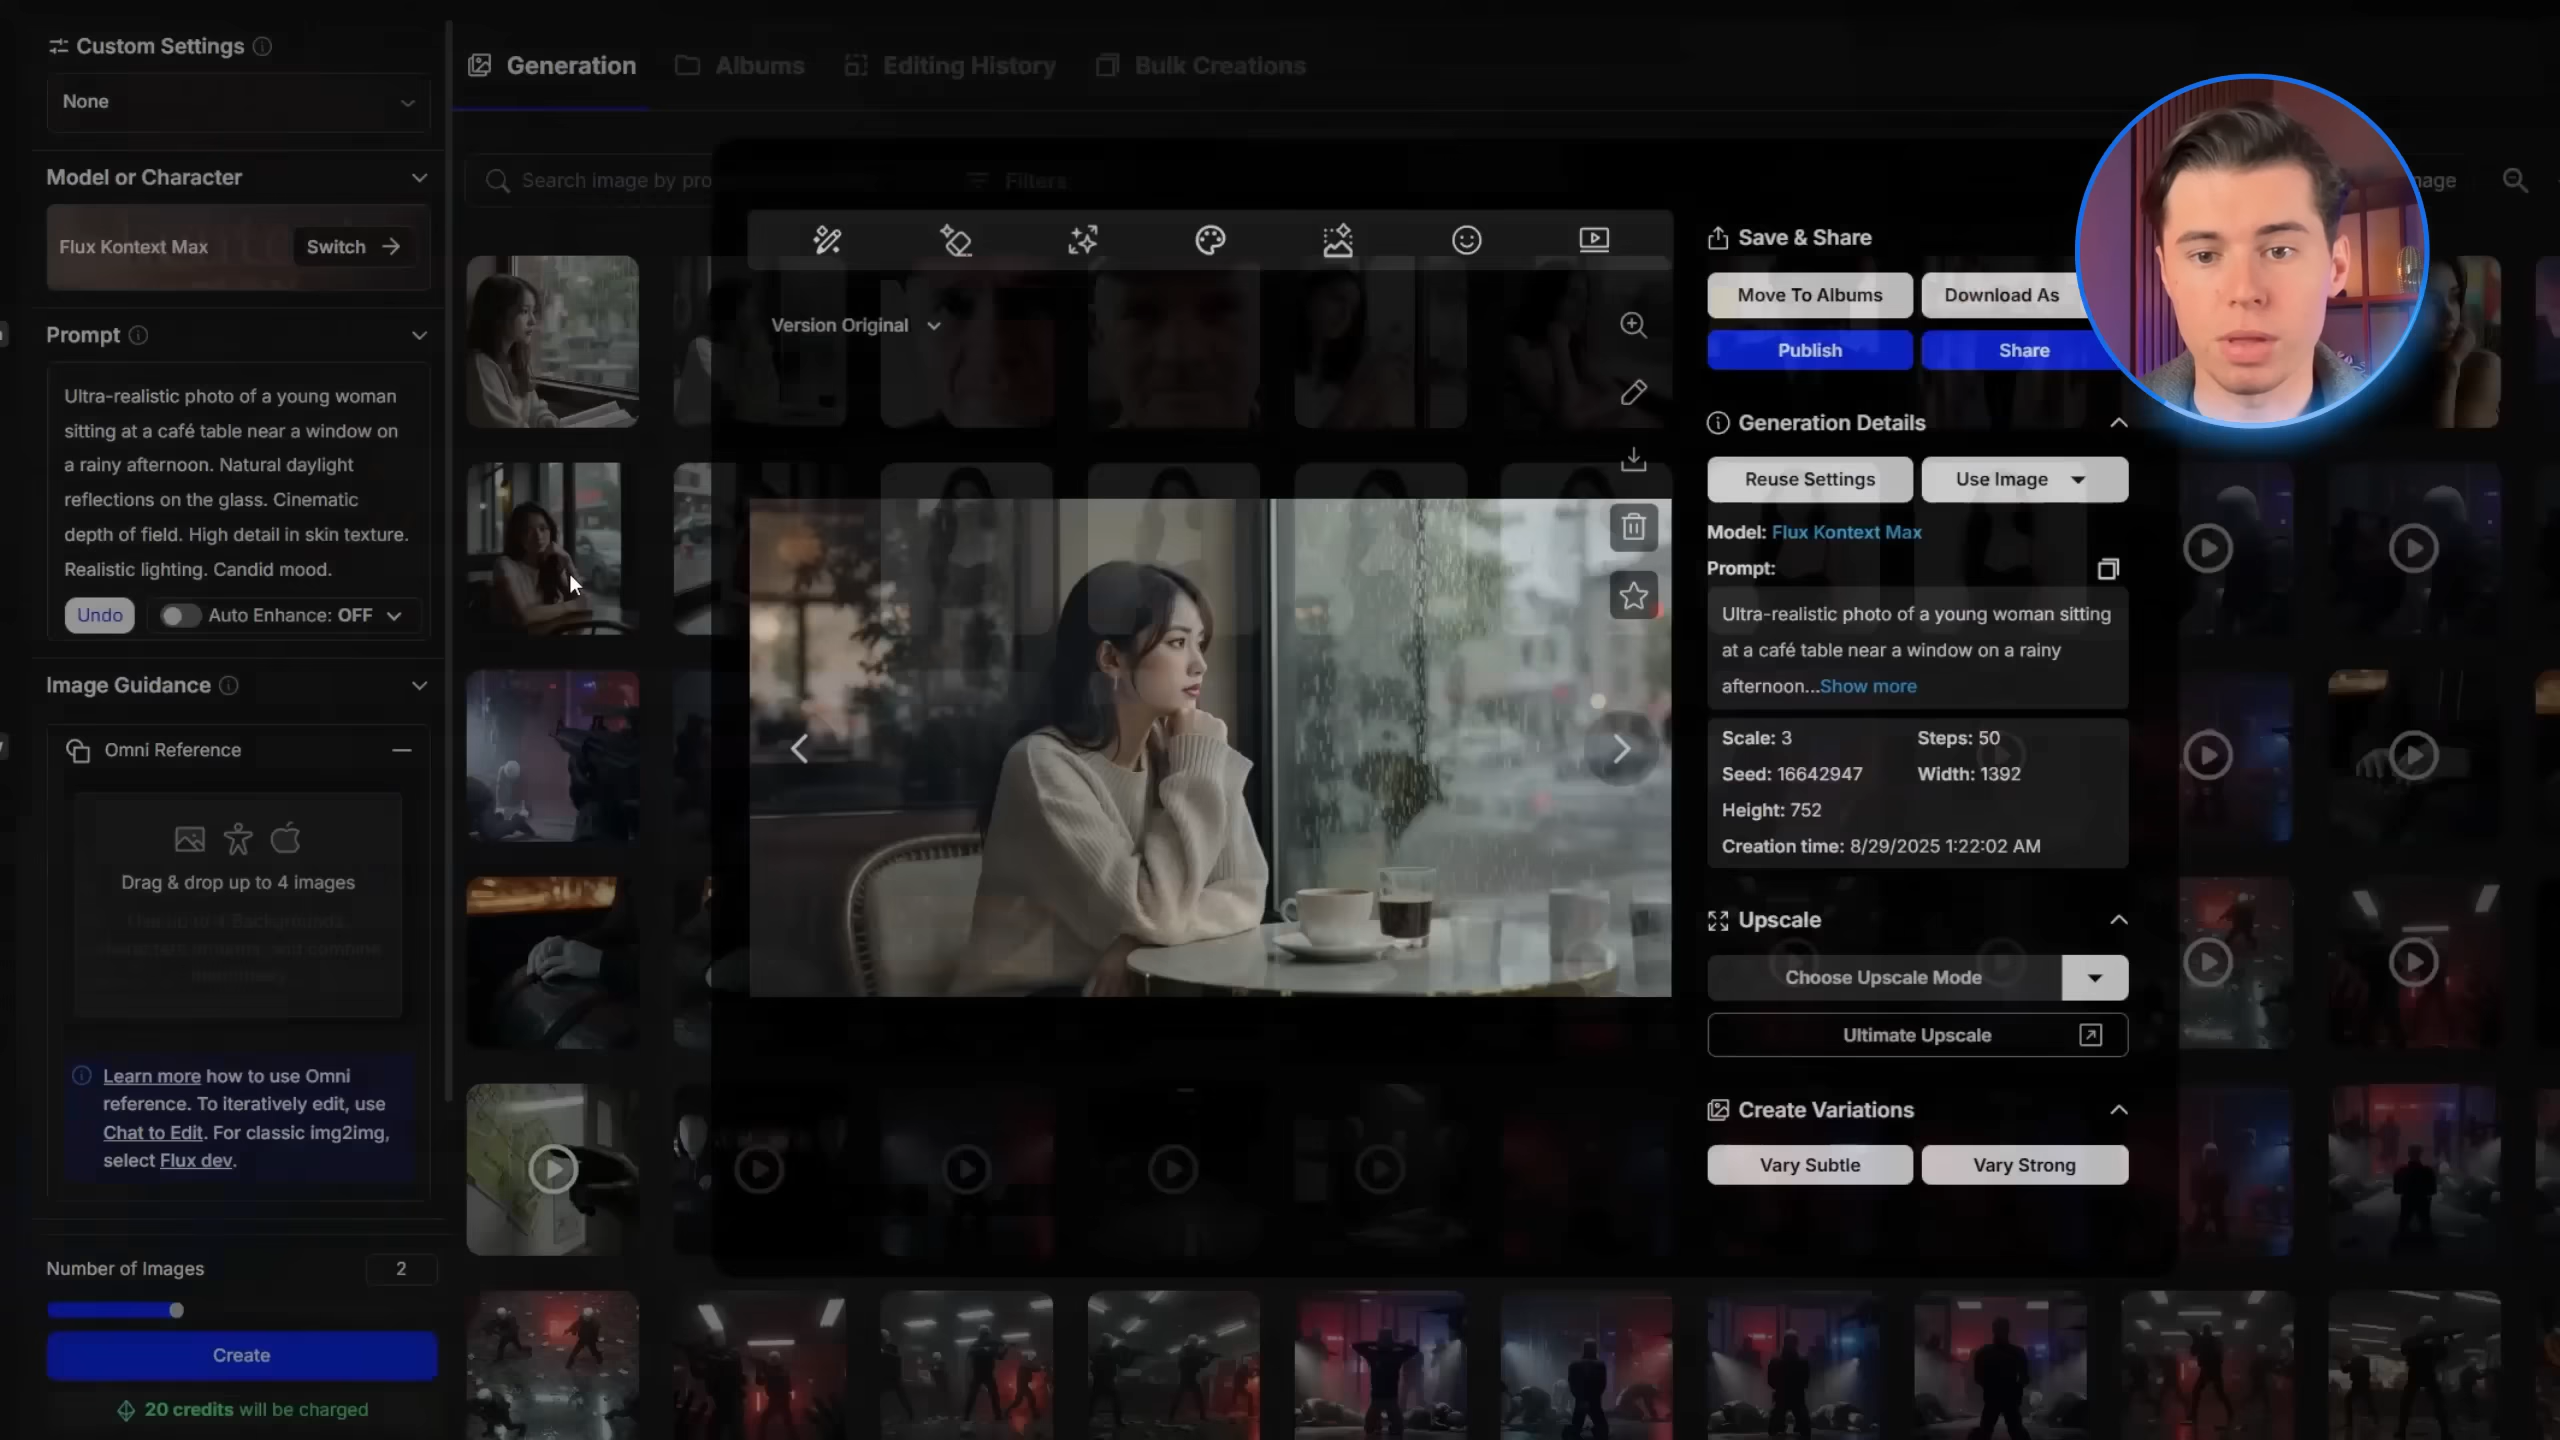 Custom Settings
None
Model or Character
Flux Kontext Max
Switch
Prompt
Ultra-realistic photo of a young woman
sitting at a café table near a window on
a rainy afternoon. Natural daylight
reflections on the glass. Cinematic
depth of field. High detail in skin texture.
Realistic lighting. Candid mood.
Undo
Auto Enhance: OFF
Image Guidance
Omni Reference
Drag & drop up to 4 images
Learn more how to use Omni
reference. To iteratively edit, use
Chat to Edit. For classic img2img,
select Flux dev.
Number of Images
2
Create
20 credits will be charged
Generation
Albums
Editing History
Bulk Creations
Search image by pro
Filters
Version Original
Save & Share
Move To Albums
Download As
Publish
Share
Generation Details
Reuse Settings
Use Image
Model: Flux Kontext Max
Prompt:
Ultra-realistic photo of a young woman sitting
at a café table near a window on a rainy
afternoon...Show more
Scale: 3
Steps: 50
Seed: 16642947
Width: 1392
Height: 752
Creation time: 8/29/2025 1:22:02 AM
Upscale
Choose Upscale Mode
Ultimate Upscale
Create Variations
Vary Subtle
Vary Strong